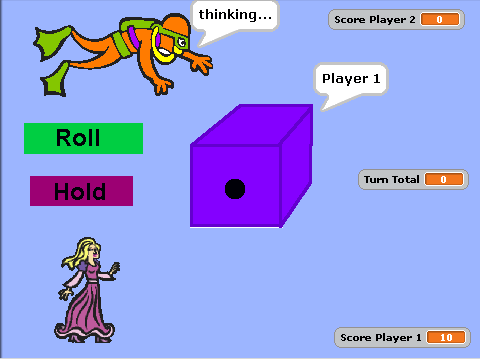 thinking...
Score Player 2 0
Player 1
Roll
Turn Total 0
Hold
Score Player 1 10